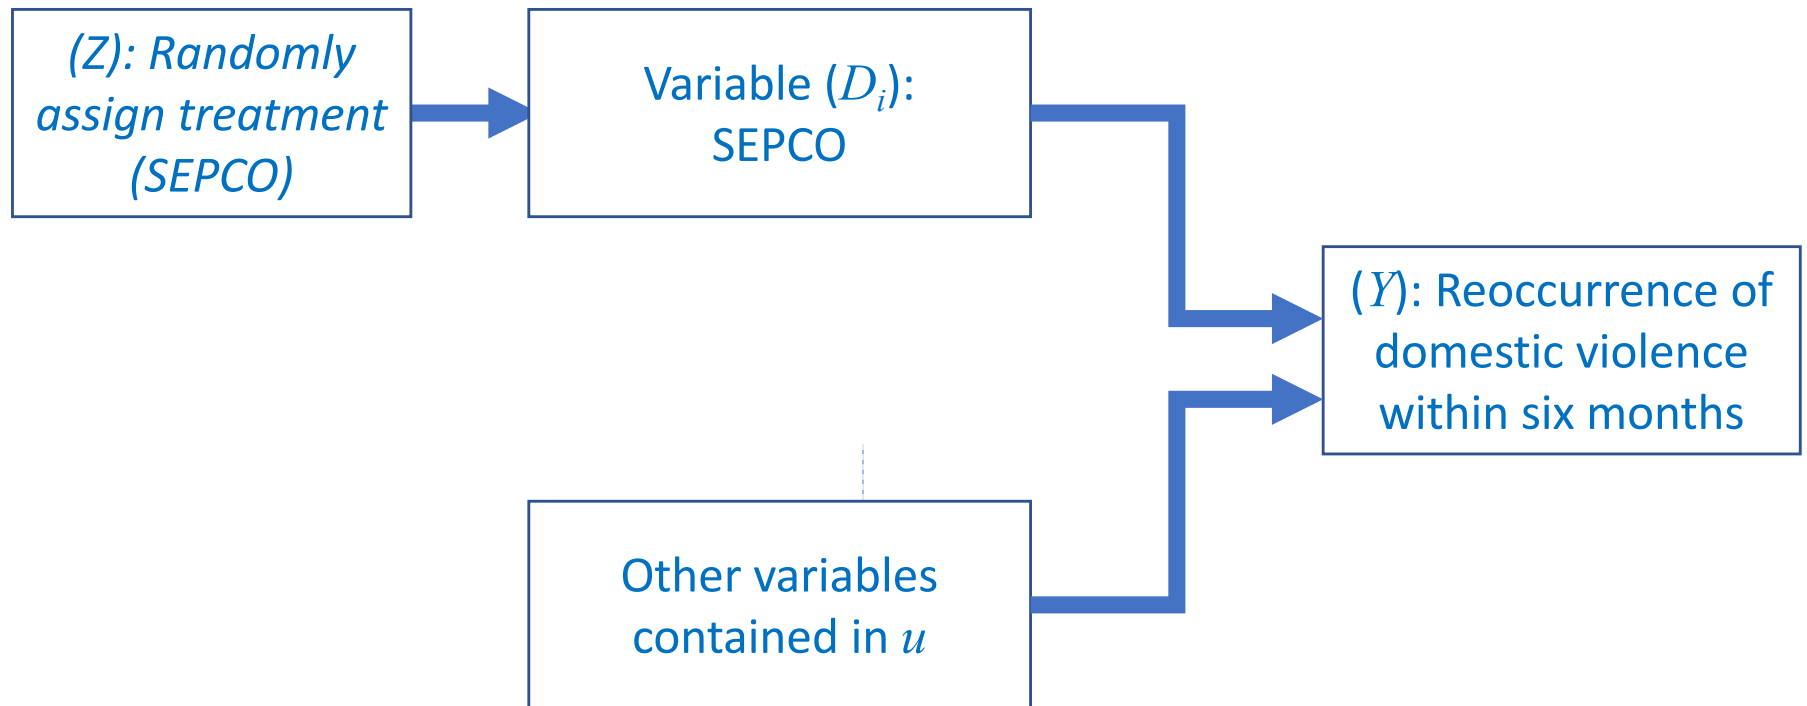 (Z): Randomly
assign treatment
(SEPCO)
Variable (Di):
SEPCO
(Y): Reoccurrence of
domestic violence
within six months
Other variables
contained in u